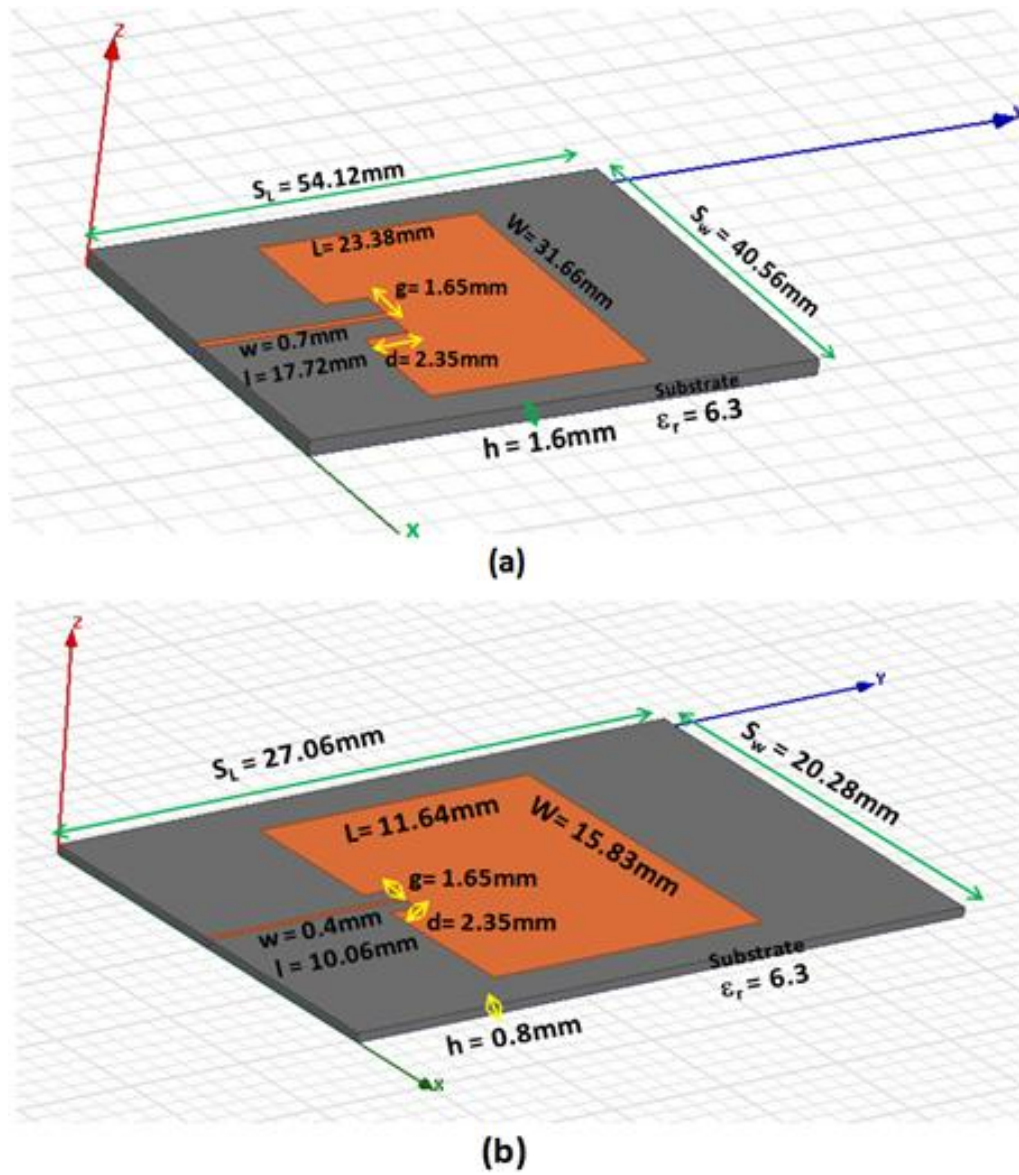 Z
Y
S_L = 54.12mm
S_w = 40.56mm
L= 23.38mm
W= 31.66mm
g= 1.65mm
w = 0.7mm
l = 17.72mm
d= 2.35mm
Substrate
ε_r = 6.3
h = 1.6mm
X
(a)
Z
Y
S_L = 27.06mm
S_w = 20.28mm
L= 11.64mm
W= 15.83mm
g= 1.65mm
w = 0.4mm
d= 2.35mm
l = 10.06mm
Substrate
ε_r = 6.3
h = 0.8mm
X
(b)